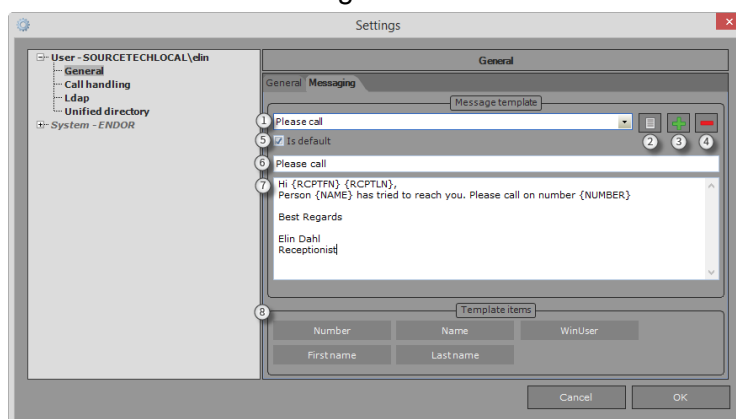 Settings
x
User - SOURCETECHLOCAL\elin
General
Call handling
Ldap
Unified directory
System - ENDOR
General
General Messaging
Message template
1 Please call
2 3 4
5 Is default
6 Please call
7 Hi {RCPTFN} {RCPTLN},
Person {NAME} has tried to reach you. Please call on number {NUMBER}
Best Regards
Elin Dahl
Receptionist
8 Template items
Number Name WinUser
First name Last name
Cancel OK